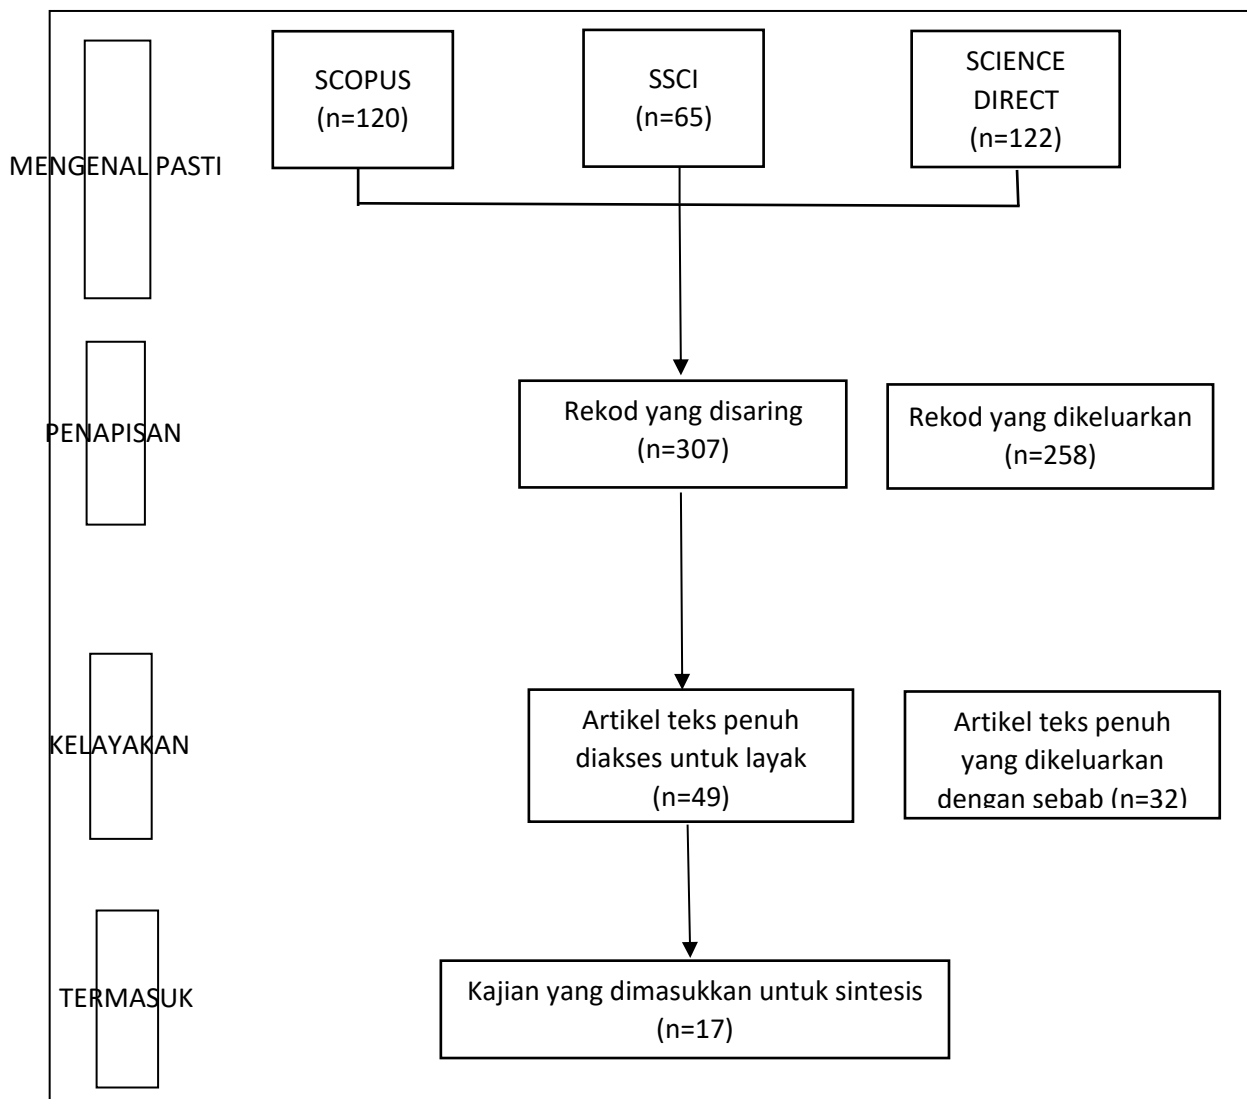 MENGENAL PASTI
SCOPUS
(n=120)
SSCI
(n=65)
SCIENCE
DIRECT
(n=122)
PENAPISAN
Rekod yang disaring
(n=307)
Rekod yang dikeluarkan
(n=258)
KELAYAKAN
Artikel teks penuh
diakses untuk layak
(n=49)
Artikel teks penuh
yang dikeluarkan
dengan sebab (n=32)
TERMASUK
Kajian yang dimasukkan untuk sintesis
(n=17)